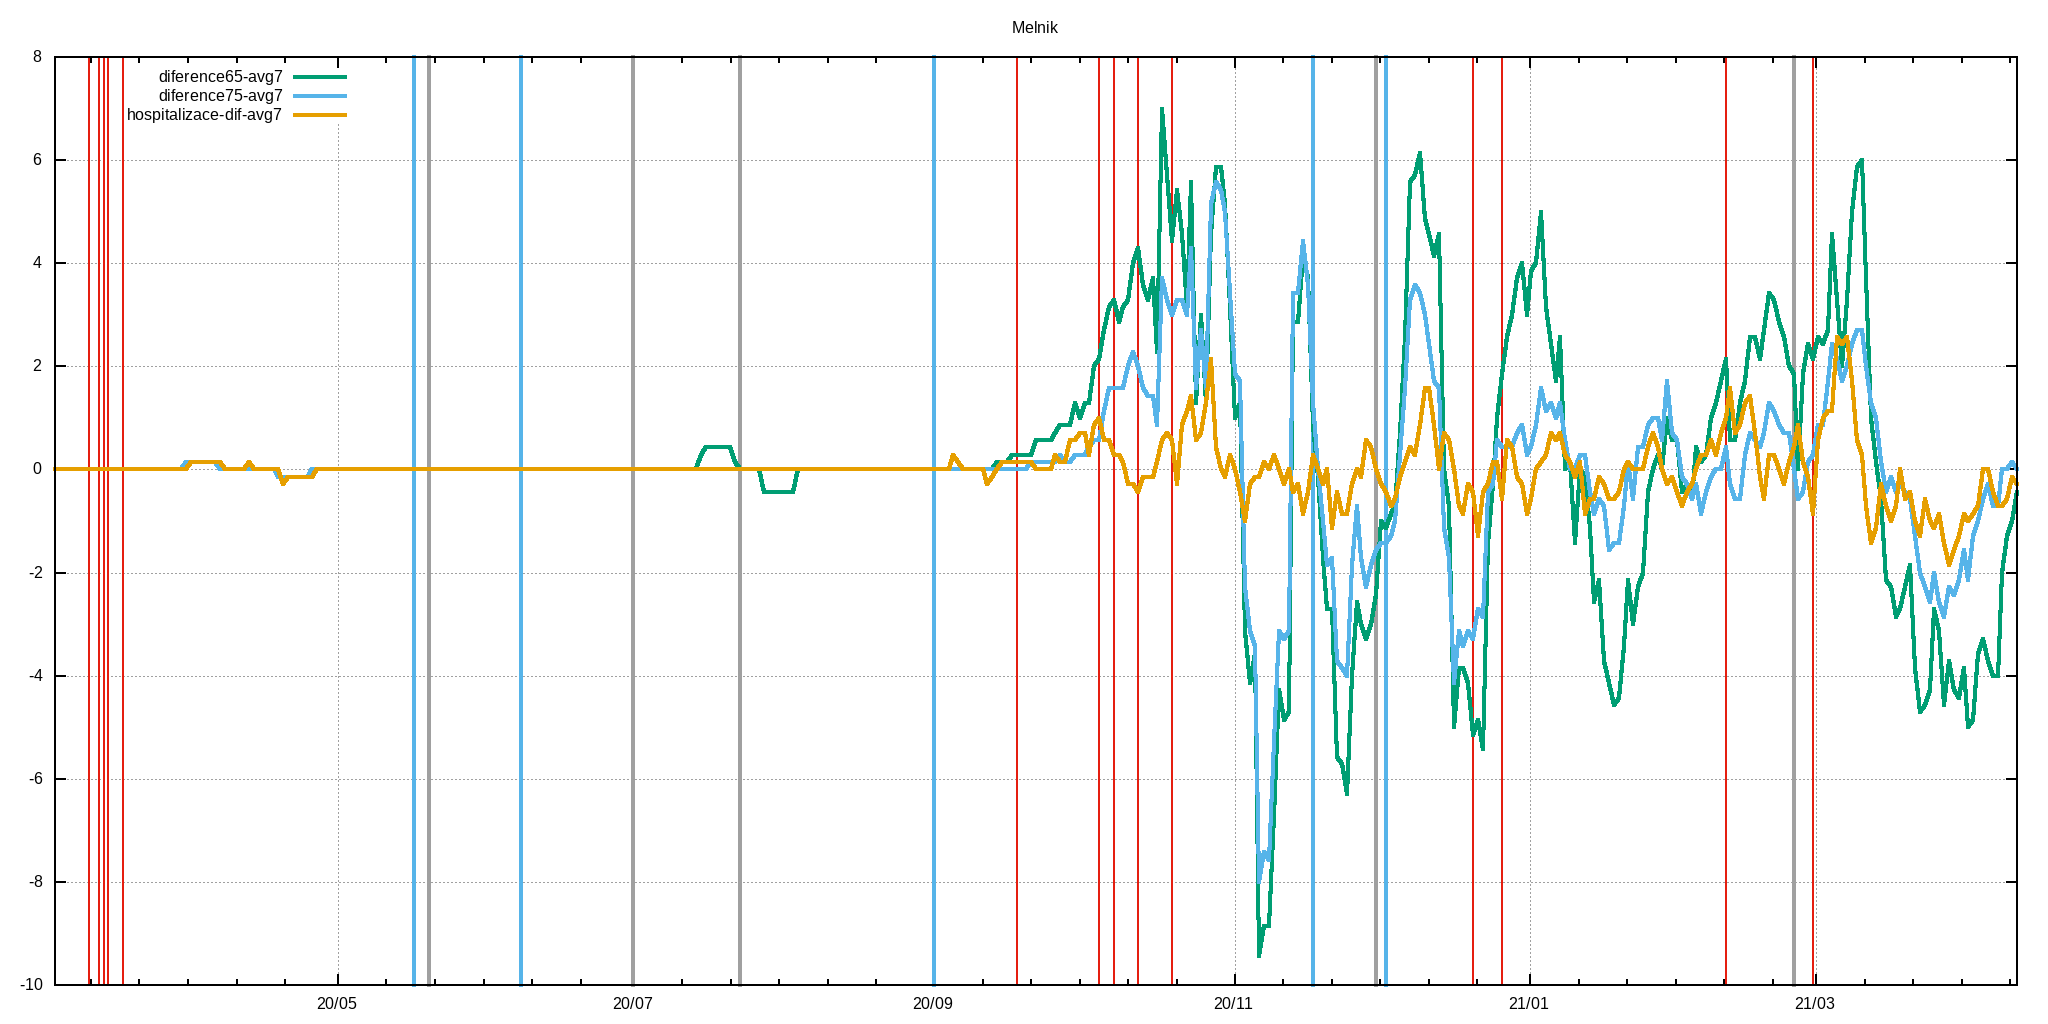 Melnik
diference65-avg7
diference75-avg7
hospitalizace-dif-avg7
8
6
4
2
0
-2
-4
-6
-8
-10
20/05 20/07 20/09 20/11 21/01 21/03